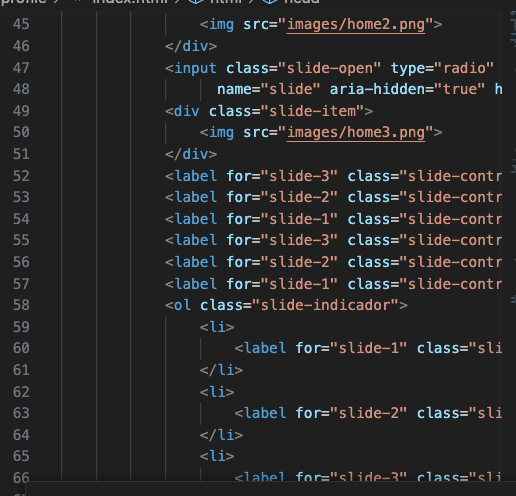 profile > index.html > html > head
45 <img src="images/home2.png">
46 </div>
47 <input class="slide-open" type="radio"
48 name="slide" aria-hidden="true" h
49 <div class="slide-item">
50 <img src="images/home3.png">
51 </div>
52 <label for="slide-3" class="slide-contr
53 <label for="slide-2" class="slide-contr
54 <label for="slide-1" class="slide-contr
55 <label for="slide-3" class="slide-contr
56 <label for="slide-2" class="slide-contr
57 <label for="slide-1" class="slide-contr
58 <ol class="slide-indicador">
59 <li>
60 <label for="slide-1" class="sli
61 </li>
62 <li>
63 <label for="slide-2" class="sli
64 </li>
65 <li>
66 <label for="slide-3" class="sli